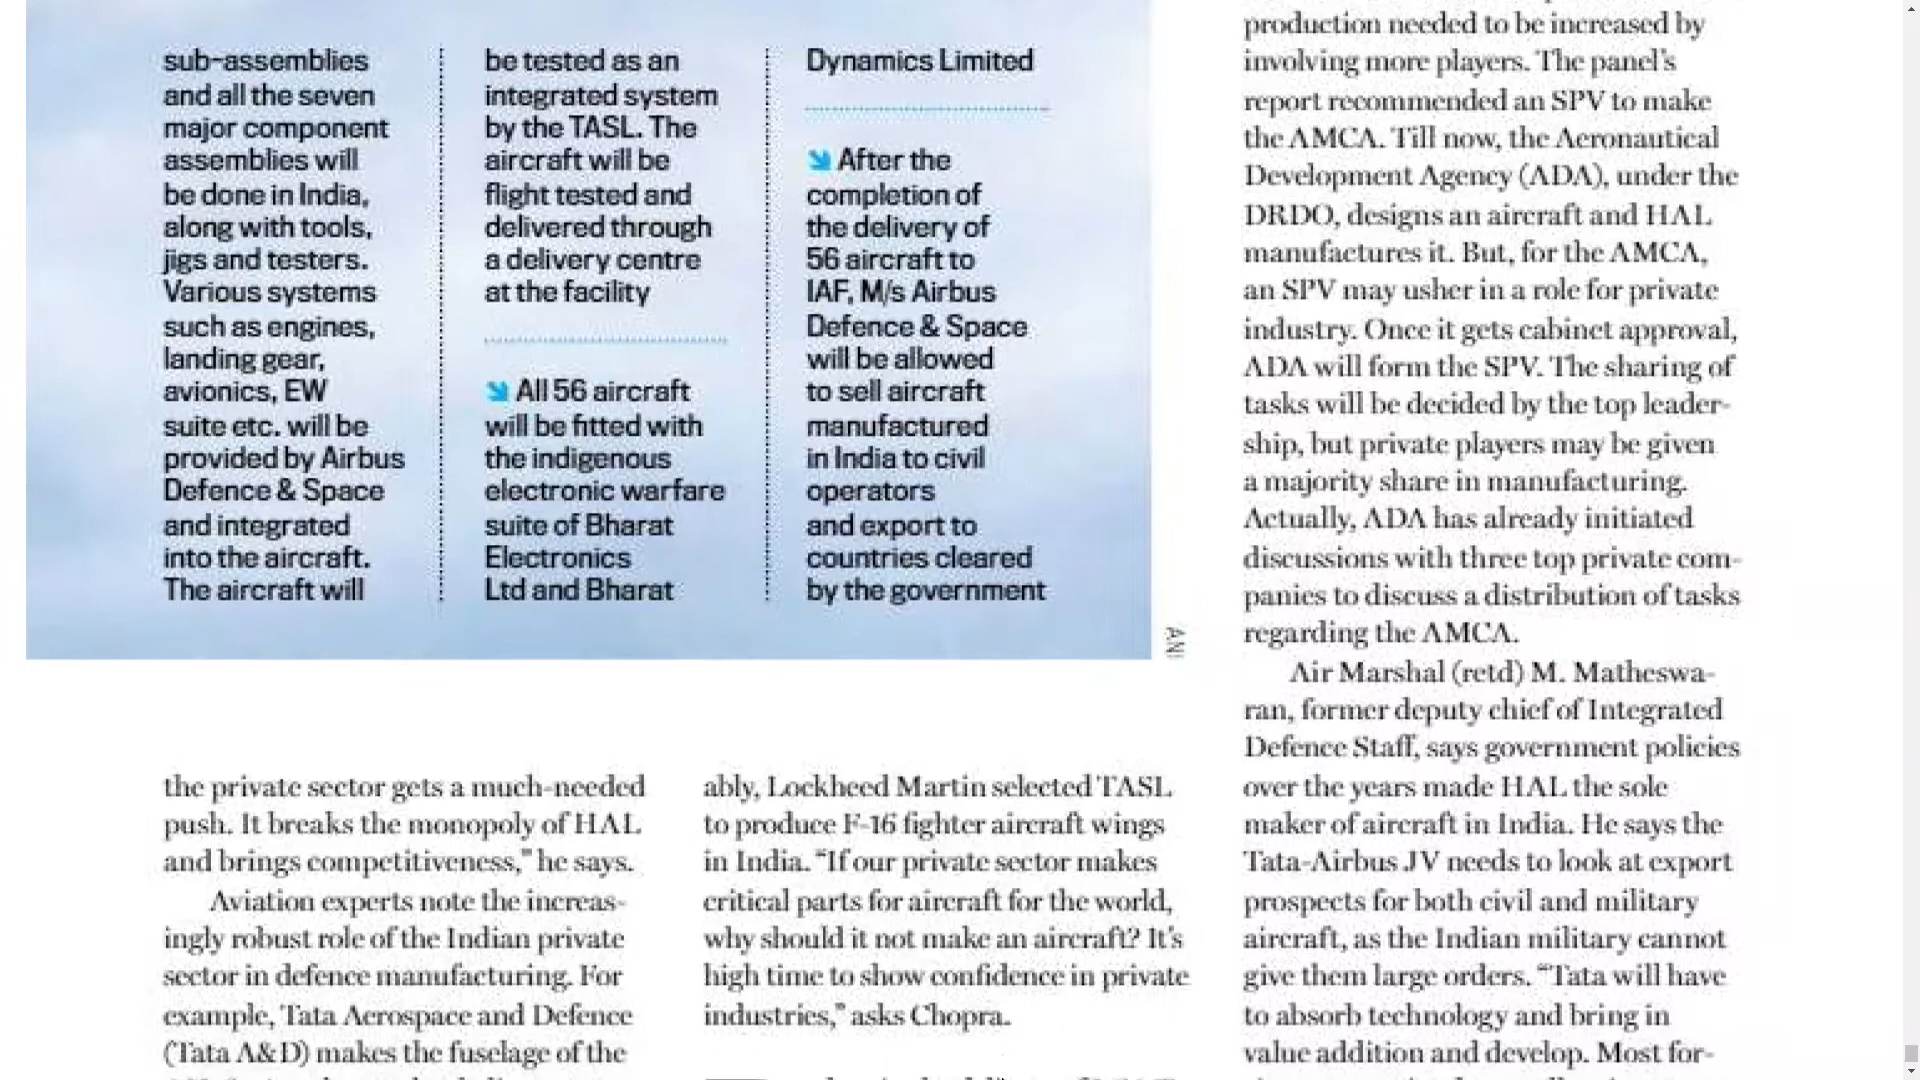 sub-assemblies
and all the seven
major component
assemblies will
be done in India,
along with tools,
jigs and testers.
Various systems
such as engines,
landing gear,
avionics, EW
suite etc. will be
provided by Airbus
Defence & Space
and integrated
into the aircraft.
The aircraft will
be tested as an
integrated system
by the TASL. The
aircraft will be
flight tested and
delivered through
a delivery centre
at the facility
All 56 aircraft
will be fitted with
the indigenous
electronic warfare
suite of Bharat
Electronics
Ltd and Bharat
Dynamics Limited
After the
completion of
the delivery of
56 aircraft to
IAF, M/s Airbus
Defence & Space
will be allowed
to sell aircraft
manufactured
in India to civil
operators
and export to
countries cleared
by the government
ANI
the private sector gets a much-needed
push. It breaks the monopoly of HAL
and brings competitiveness,” he says.
Aviation experts note the increas-
ingly robust role of the Indian private
sector in defence manufacturing. For
example, Tata Aerospace and Defence
(Tata A&D) makes the fuselage of the
ably, Lockheed Martin selected TASL
to produce F-16 fighter aircraft wings
in India. “If our private sector makes
critical parts for aircraft for the world,
why should it not make an aircraft? It’s
high time to show confidence in private
industries,” asks Chopra.
production needed to be increased by
involving more players. The panel’s
report recommended an SPV to make
the AMCA. Till now, the Aeronautical
Development Agency (ADA), under the
DRDO, designs an aircraft and HAL
manufactures it. But, for the AMCA,
an SPV may usher in a role for private
industry. Once it gets cabinet approval,
ADA will form the SPV. The sharing of
tasks will be decided by the top leader-
ship, but private players may be given
a majority share in manufacturing.
Actually, ADA has already initiated
discussions with three top private com-
panies to discuss a distribution of tasks
regarding the AMCA.
Air Marshal (retd) M. Matheswa-
ran, former deputy chief of Integrated
Defence Staff, says government policies
over the years made HAL the sole
maker of aircraft in India. He says the
Tata-Airbus JV needs to look at export
prospects for both civil and military
aircraft, as the Indian military cannot
give them large orders. “Tata will have
to absorb technology and bring in
value addition and develop. Most for-